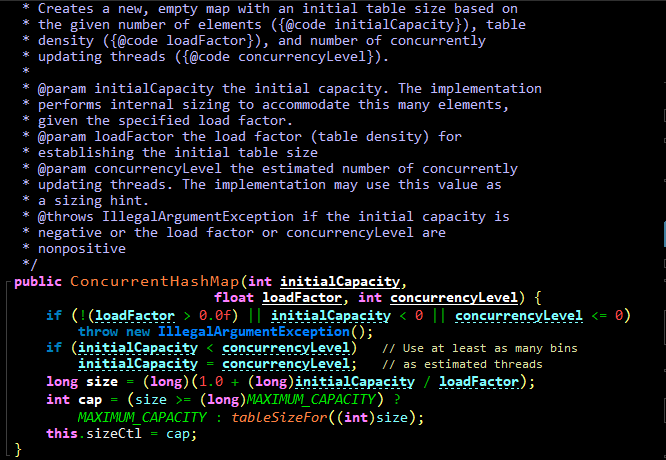 * Creates a new, empty map with an initial table size based on
* the given number of elements ({@code initialCapacity}), table
* density ({@code loadFactor}), and number of concurrently
* updating threads ({@code concurrencyLevel}).
*
* @param initialCapacity the initial capacity. The implementation
* performs internal sizing to accommodate this many elements,
* given the specified load factor.
* @param loadFactor the load factor (table density) for
* establishing the initial table size
* @param concurrencyLevel the estimated number of concurrently
* updating threads. The implementation may use this value as
* a sizing hint.
* @throws IllegalArgumentException if the initial capacity is
* negative or the load factor or concurrencyLevel are
* nonpositive
*/
public ConcurrentHashMap(int initialCapacity,
float loadFactor, int concurrencyLevel) {
if (!(loadFactor > 0.0f) || initialCapacity < 0 || concurrencyLevel <= 0)
throw new IllegalArgumentException();
if (initialCapacity < concurrencyLevel) // Use at least as many bins
initialCapacity = concurrencyLevel; // as estimated threads
long size = (long)(1.0 + (long)initialCapacity / loadFactor);
int cap = (size >= (long)MAXIMUM_CAPACITY) ?
MAXIMUM_CAPACITY : tableSizeFor((int)size);
this.sizeCtl = cap;
}